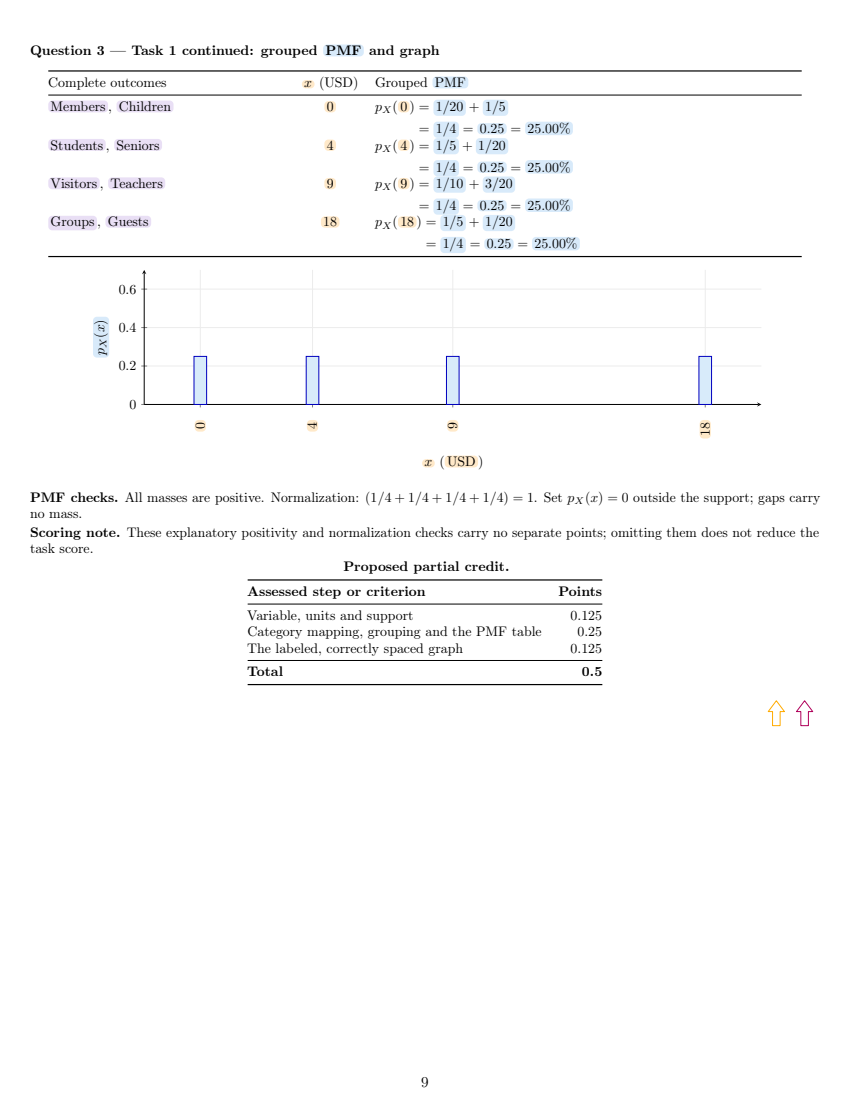 Question 3 — Task 1 continued: grouped PMF and graph
Complete outcomes x (USD) Grouped PMF
Members, Children 0 pX(0) = 1/20 + 1/5
= 1/4 = 0.25 = 25.00%
Students, Seniors 4 pX(4) = 1/5 + 1/20
= 1/4 = 0.25 = 25.00%
Visitors, Teachers 9 pX(9) = 1/10 + 3/20
= 1/4 = 0.25 = 25.00%
Groups, Guests 18 pX(18) = 1/5 + 1/20
= 1/4 = 0.25 = 25.00%
0.6
0.4
0.2
0
pX(x)
0 4 9 18
x (USD)
PMF checks. All masses are positive. Normalization: (1/4 + 1/4 + 1/4 + 1/4) = 1. Set pX(x) = 0 outside the support; gaps carry
no mass.
Scoring note. These explanatory positivity and normalization checks carry no separate points; omitting them does not reduce the
task score.
Proposed partial credit.
Assessed step or criterion Points
Variable, units and support 0.125
Category mapping, grouping and the PMF table 0.25
The labeled, correctly spaced graph 0.125
Total 0.5
9